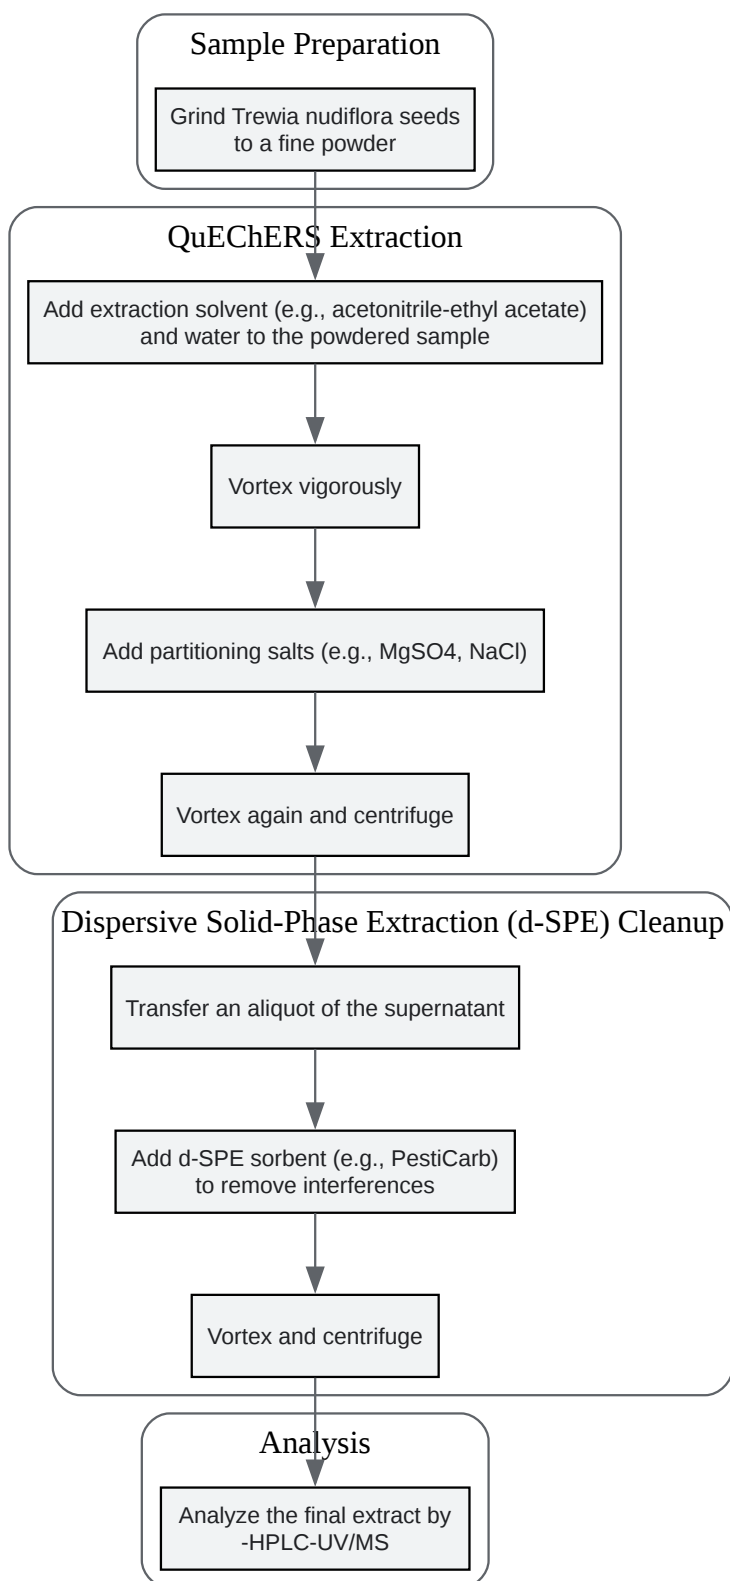 Sample Preparation
Grind Trewia nudiflora seeds
to a fine powder
QuEChERS Extraction
Add extraction solvent (e.g., acetonitrile-ethyl acetate)
and water to the powdered sample
Vortex vigorously
Add partitioning salts (e.g., MgSO4, NaCl)
Vortex again and centrifuge
Dispersive Solid-Phase Extraction (d-SPE) Cleanup
Transfer an aliquot of the supernatant
Add d-SPE sorbent (e.g., PestiCarb)
to remove interferences
Vortex and centrifuge
Analysis
Analyze the final extract by
-HPLC-UV/MS